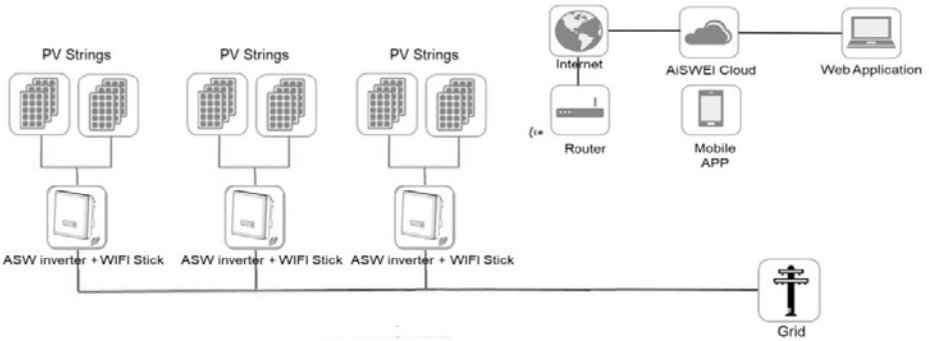 PV Strings
PV Strings
PV Strings
Internet
AiSWEI Cloud
Web Application
Router
Mobile
APP
ASW inverter + WIFI Stick
ASW inverter + WIFI Stick
ASW inverter + WIFI Stick
Grid